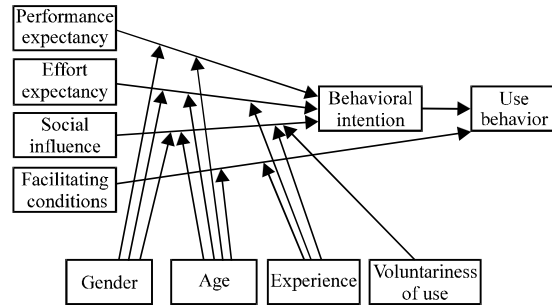 Performance
expectancy
Effort
expectancy
Social
influence
Facilitating
conditions
Behavioral
intention
Use
behavior
Gender
Age
Experience
Voluntariness
of use